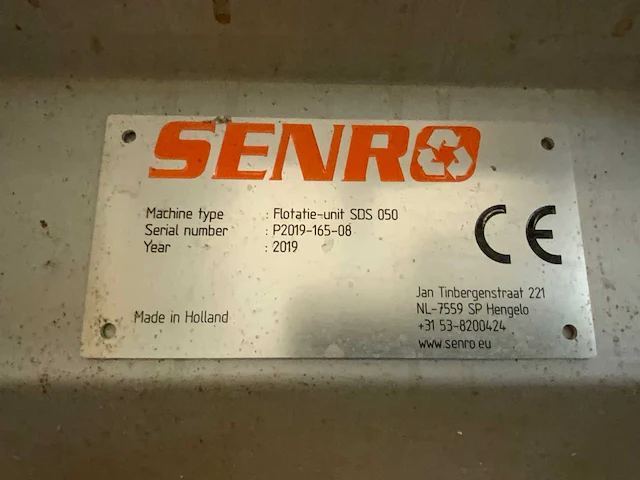 SENRO
Machine type : Flotatie-unit SDS 050
Serial number : P2019-165-08
Year : 2019
CE
Jan Tinbergenstraat 221
NL-7559 SP Hengelo
Made in Holland
+31 53-8200424
www.senro.eu